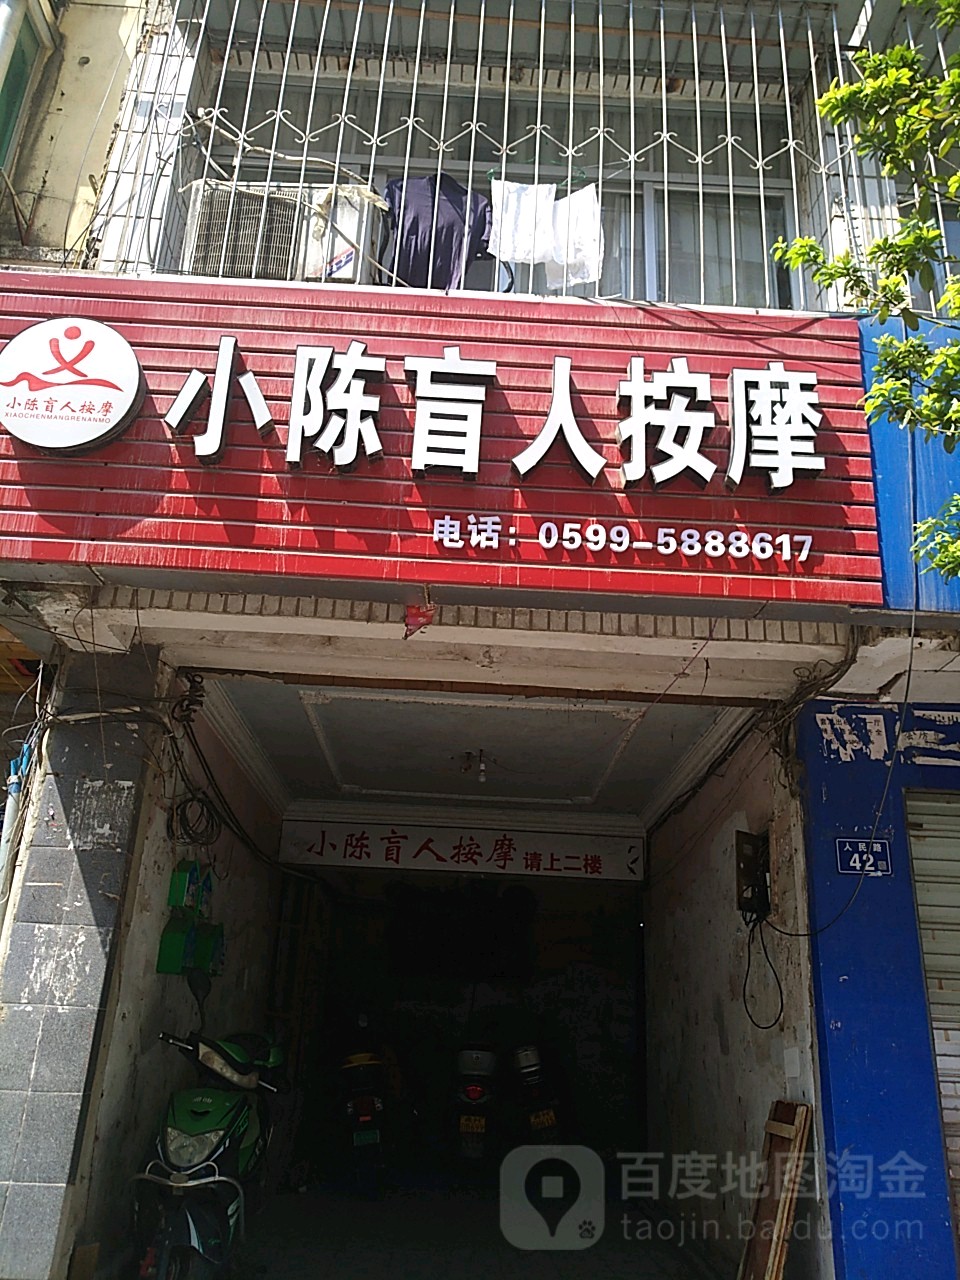 小陈盲人按摩
小陈盲人按摩
XIAOCHENMANGRENANMO
电话：0599-5888617
小陈盲人按摩 请上二楼
人民路
42
百度地图淘金
taojin.baidu.com